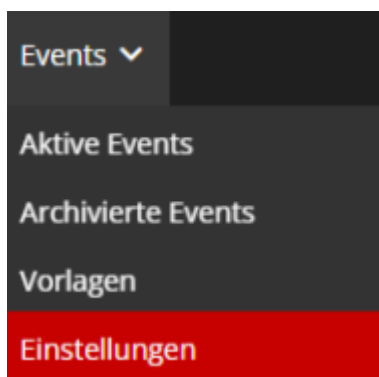 Events
Aktive Events
Archivierte Events
Vorlagen
Einstellungen